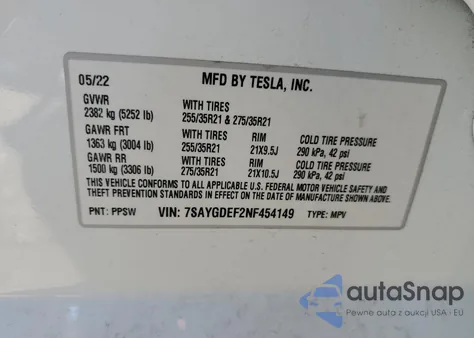 05/22 MFD BY TESLA, INC.
GVWR WITH TIRES
2382 kg (5252 lb) 255/35R21 & 275/35R21
GAWR FRT WITH TIRES RIM COLD TIRE PRESSURE
1363 kg (3004 lb) 255/35R21 21X9.5J 290 kPa, 42 psi
GAWR RR WITH TIRES RIM COLD TIRE PRESSURE
1500 kg (3306 lb) 275/35R21 21X10.5J 290 kPa, 42 psi
THIS VEHICLE CONFORMS TO ALL APPLICABLE U.S. FEDERAL MOTOR VEHICLE SAFETY AND
THEFT PREVENTION STANDARDS IN EFFECT ON THE DATE OF MANUFACTURE SHOWN ABOVE.
PNT: PPSW VIN: 7SAYGDEF2NF454149 TYPE: MPV
autoSnap
Pewne auta z aukcji USA - EU